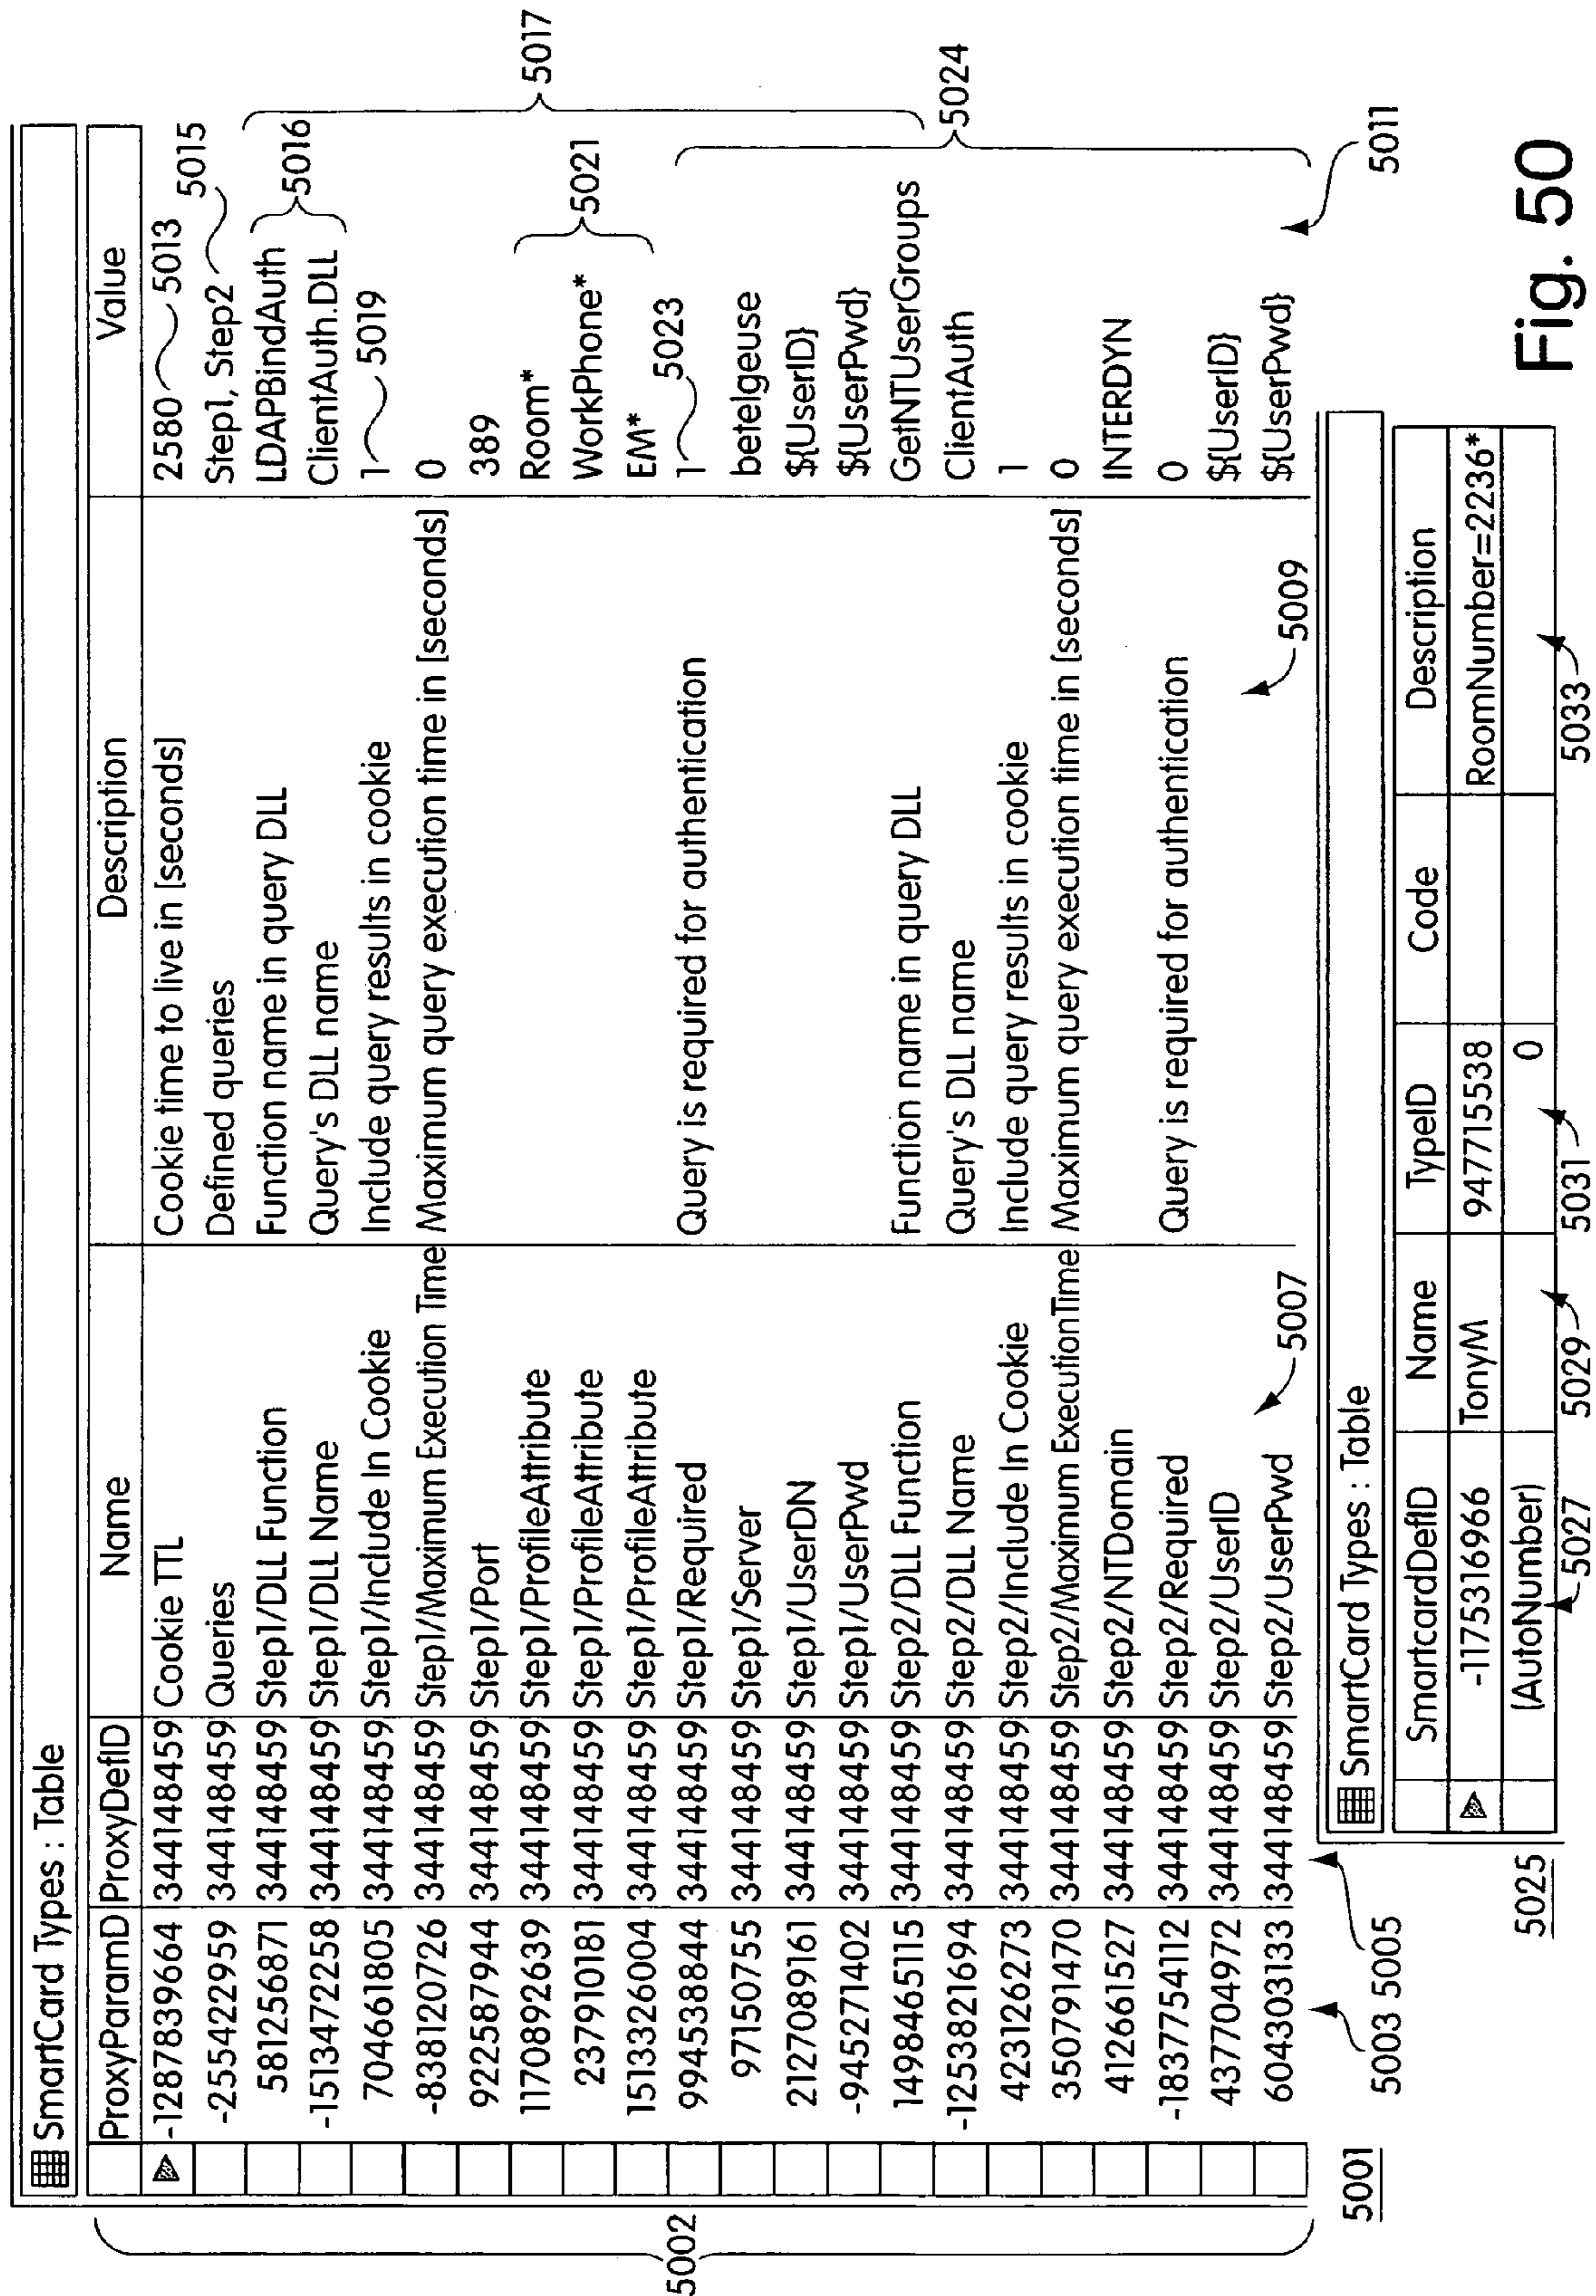 SmartCard Types : Table
ProxyParamD ProxyDefID Name Description Value
-1287839664 344148459 Cookie TTL Cookie time to live in [seconds] 2580 5013
-255422959 344148459 Queries Defined queries Step1, Step2 5015
581256871 344148459 Step1/DLL Function Function name in query DLL LDAPBindAuth
5016
-1513472258 344148459 Step1/DLL Name Query's DLL name ClientAuth.DLL
704661805 344148459 Step1/Include In Cookie Include query results in cookie 1 5019
-838120726 344148459 Step1/Maximum Execution Time Maximum query execution time in [seconds] 0
5017
922587944 344148459 Step1/Port 389
1170892639 344148459 Step1/ProfileAttribute Room*
237910181 344148459 Step1/ProfileAttribute WorkPhone* 5021
1513326004 344148459 Step1/ProfileAttribute EM*
994538844 344148459 Step1/Required Query is required for authentication 1 5023
97150755 344148459 Step1/Server betelgeuse
2127089161 344148459 Step1/UserDN ${UserID}
-945271402 344148459 Step1/UserPwd ${UserPwd}
1498465115 344148459 Step2/DLL Function Function name in query DLL GetNTUserGroups
-1253821694 344148459 Step2/DLL Name Query's DLL name ClientAuth 5024
423126273 344148459 Step2/Include In Cookie Include query results in cookie 1
350791470 344148459 Step2/Maximum ExecutionTime Maximum query execution time in [seconds] 0
412661527 344148459 Step2/NTDomain INTERDYN
-1837754112 344148459 Step2/Required Query is required for authentication 0
437704972 344148459 Step2/UserID ${UserID}
604303133 344148459 Step2/UserPwd ${UserPwd}
5002
5001
5003 5005
5007
5009
5011
SmartCard Types : Table
SmartcardDefID Name TypeID Code Description
-1175316966 TonyM 947715538 RoomNumber=2236*
(AutoNumber) 0
5025
5027
5029
5031
5033
Fig. 50